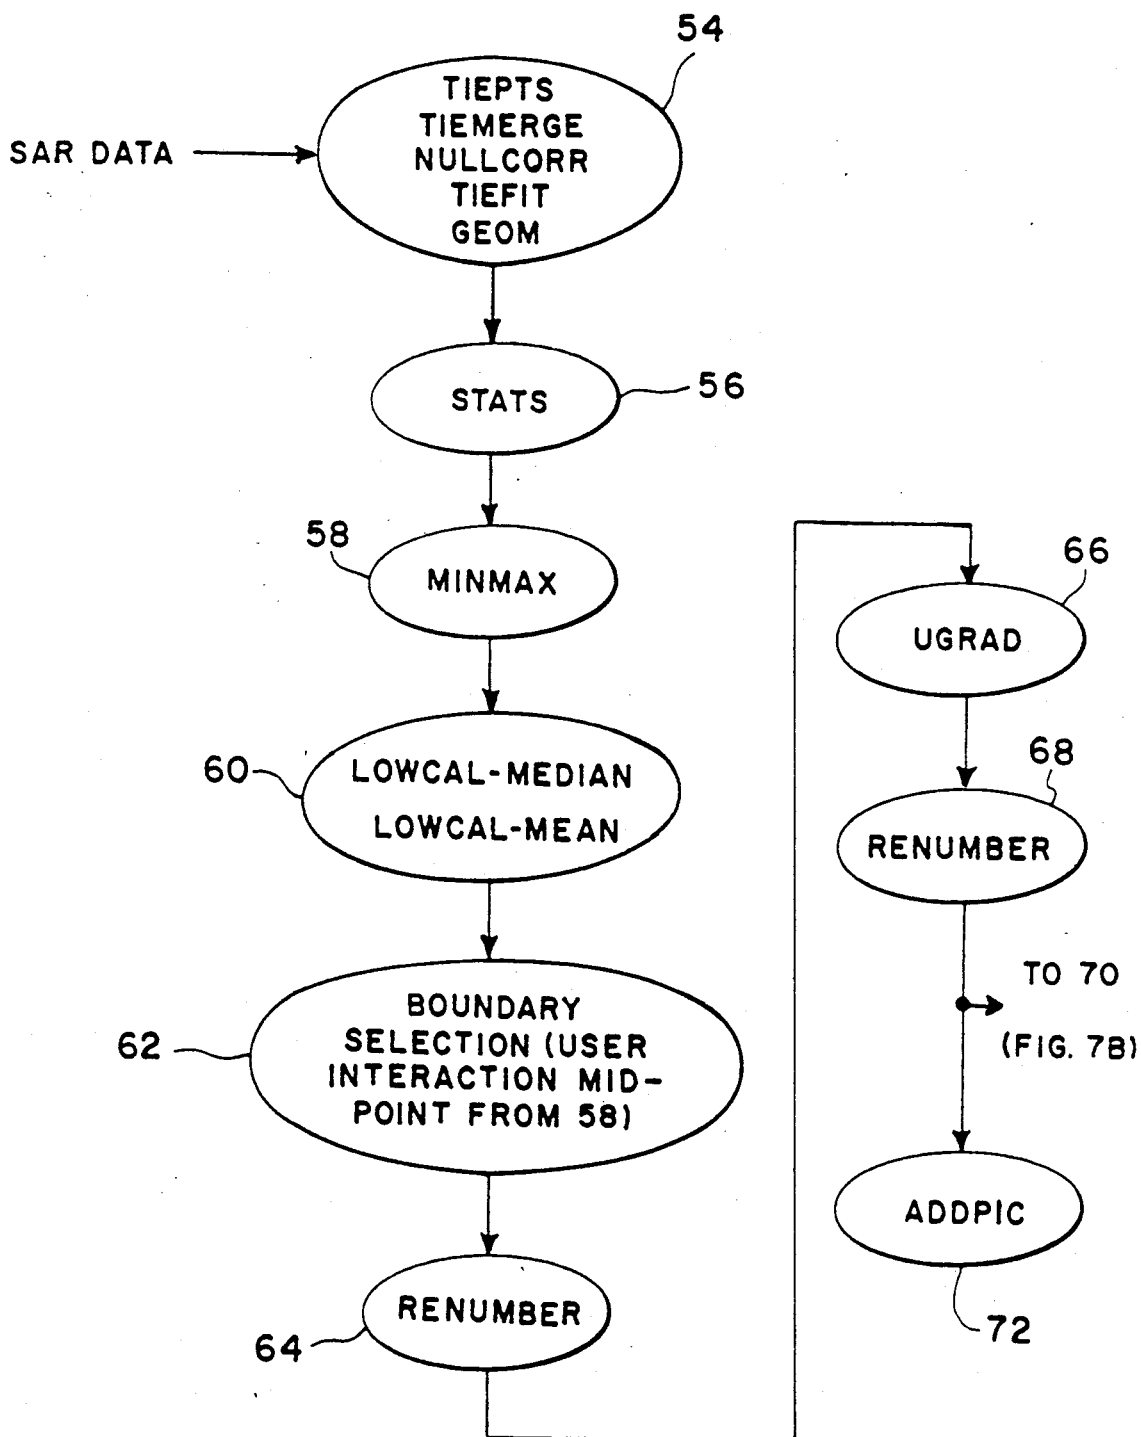 54
TIEPTS
TIEMERGE
NULLCORR
TIEFIT
GEOM
SAR DATA
STATS
56
58
MINMAX
60
LOWCAL-MEDIAN
LOWCAL-MEAN
62
BOUNDARY
SELECTION (USER
INTERACTION MID-
POINT FROM 58)
64
RENUMBER
66
UGRAD
68
RENUMBER
TO 70
(FIG. 7B)
ADDPIC
72